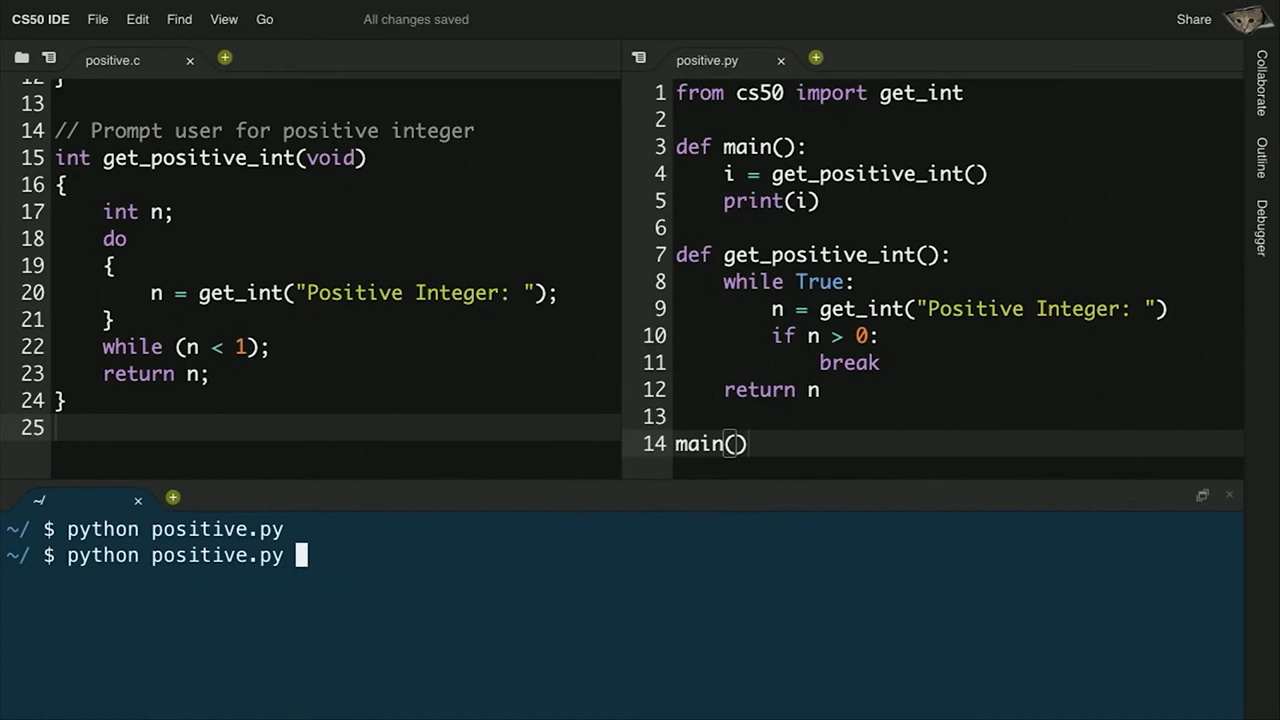 CS50 IDE File Edit Find View Go All changes saved Share
positive.c × +
12 }
13
14 // Prompt user for positive integer
15 int get_positive_int(void)
16 {
17 int n;
18 do
19 {
20 n = get_int("Positive Integer: ");
21 }
22 while (n < 1);
23 return n;
24 }
25
positive.py × +
1 from cs50 import get_int
2
3 def main():
4 i = get_positive_int()
5 print(i)
6
7 def get_positive_int():
8 while True:
9 n = get_int("Positive Integer: ")
10 if n > 0:
11 break
12 return n
13
14 main()
Collaborate
Outline
Debugger
~/ × +
~/ $ python positive.py
~/ $ python positive.py